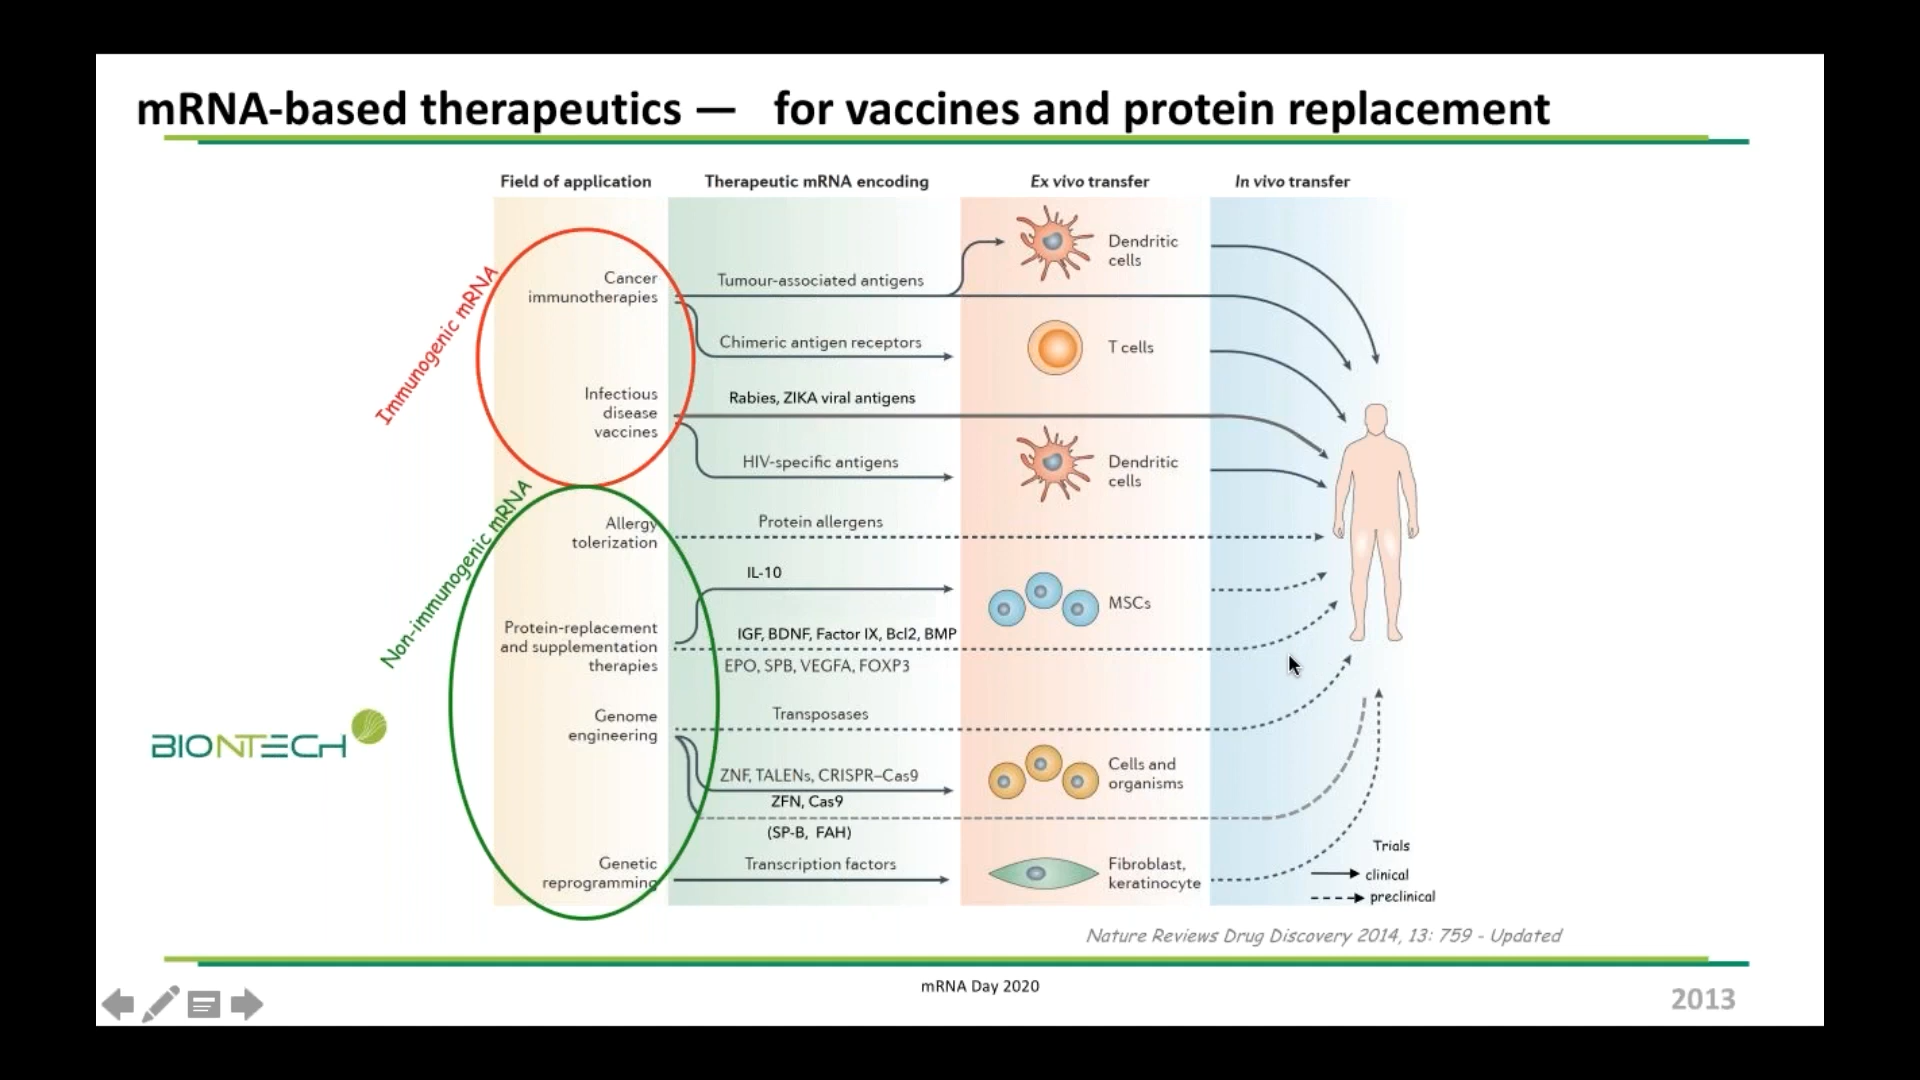 mRNA-based therapeutics — for vaccines and protein replacement
Field of application
Therapeutic mRNA encoding
Ex vivo transfer
In vivo transfer
Immunogenic mRNA
Cancer
immunotherapies
Tumour-associated antigens
Dendritic
cells
Chimeric antigen receptors
T cells
Infectious
disease
vaccines
Rabies, ZIKA viral antigens
HIV-specific antigens
Dendritic
cells
Non-immunogenic mRNA
Allergy
tolerization
Protein allergens
IL-10
MSCs
Protein-replacement
and supplementation
therapies
IGF, BDNF, Factor IX, Bcl2, BMP
EPO, SPB, VEGFA, FOXP3
Genome
engineering
Transposases
ZNF, TALENs, CRISPR–Cas9
ZFN, Cas9
(SP-B, FAH)
Cells and
organisms
Genetic
reprogramming
Transcription factors
Fibroblast,
keratinocyte
Trials
clinical
preclinical
BIONTECH
Nature Reviews Drug Discovery 2014, 13: 759 - Updated
mRNA Day 2020
2013